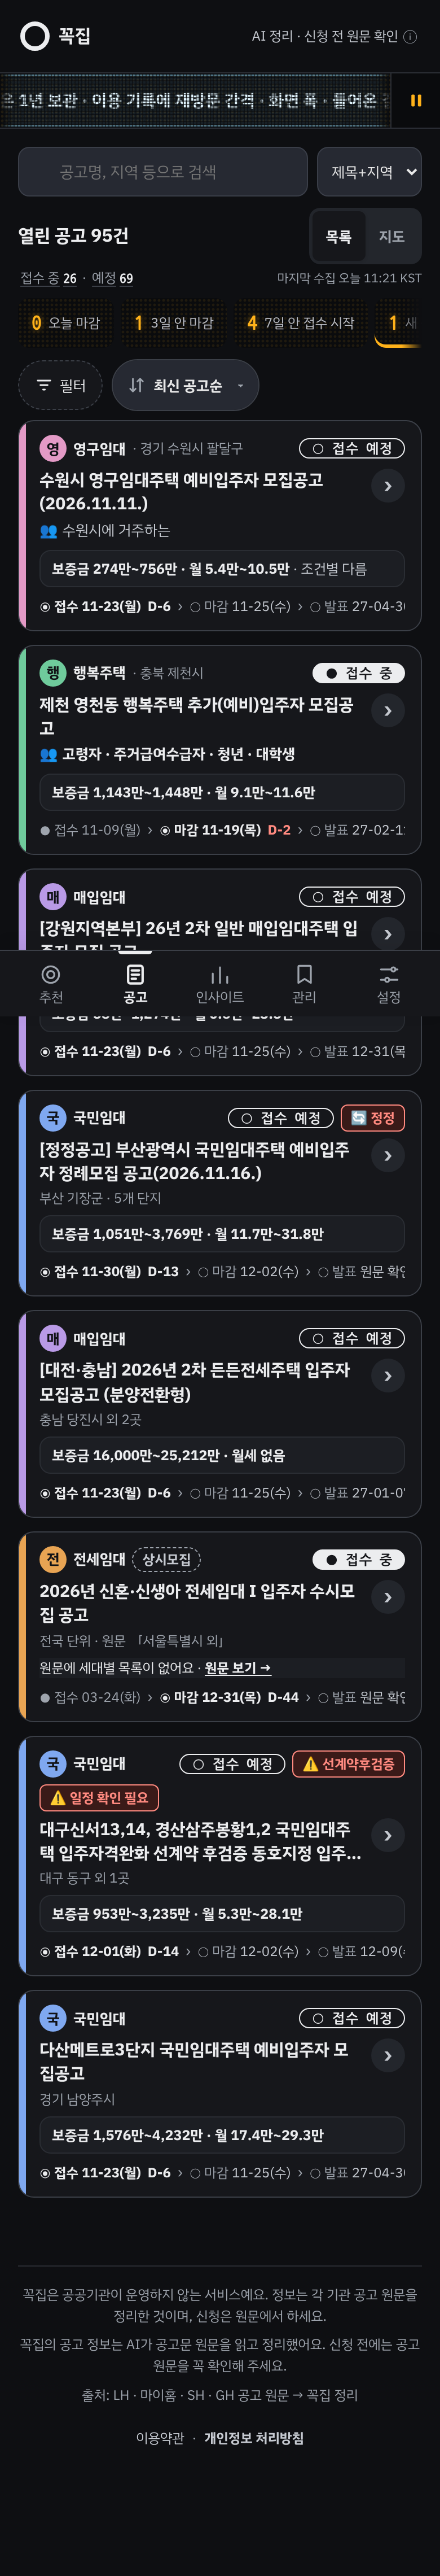 꼭집
AI 정리 · 신청 전 원문 확인 ⓘ
1년 보관 · 이용 기록에 재방문 간격 · 화면 폭 · 들어온
공고명, 지역 등으로 검색
제목+지역
열린 공고 95건
목록 지도
접수 중 26 · 예정 69
마지막 수집 오늘 11:21 KST
0 오늘 마감 1 3일 안 마감 4 7일 안 접수 시작 1 새
필터 최신 공고순
영 영구임대 · 경기 수원시 팔달구 ○ 접수 예정
수원시 영구임대주택 예비입주자 모집공고
(2026.11.11.)
👥 수원시에 거주하는
보증금 274만~756만 · 월 5.4만~10.5만 · 조건별 다름
◉ 접수 11-23(월) D-6 › ○ 마감 11-25(수) › ○ 발표 27-04-3
행 행복주택 · 충북 제천시 ● 접수 중
제천 영천동 행복주택 추가(예비)입주자 모집공
고
👥 고령자 · 주거급여수급자 · 청년 · 대학생
보증금 1,143만~1,448만 · 월 9.1만~11.6만
● 접수 11-09(월) › ◉ 마감 11-19(목) D-2 › ○ 발표 27-02-1
매 매입임대 ○ 접수 예정
[강원지역본부] 26년 2차 일반 매입임대주택 입
추천 공고 인사이트 관리 설정
◉ 접수 11-23(월) D-6 › ○ 마감 11-25(수) › ○ 발표 12-31(목
국 국민임대 ○ 접수 예정 🔄 정정
[정정공고] 부산광역시 국민임대주택 예비입주
자 정례모집 공고(2026.11.16.)
부산 기장군 · 5개 단지
보증금 1,051만~3,769만 · 월 11.7만~31.8만
◉ 접수 11-30(월) D-13 › ○ 마감 12-02(수) › ○ 발표 원문 확인
매 매입임대 ○ 접수 예정
[대전·충남] 2026년 2차 든든전세주택 입주자
모집공고 (분양전환형)
충남 당진시 외 2곳
보증금 16,000만~25,212만 · 월세 없음
◉ 접수 11-23(월) D-6 › ○ 마감 11-25(수) › ○ 발표 27-01-0
전 전세임대 상시모집 ● 접수 중
2026년 신혼·신생아 전세임대 I 입주자 수시모
집 공고
전국 단위 · 원문 「서울특별시 외」
원문에 세대별 목록이 없어요 · 원문 보기 →
● 접수 03-24(화) › ◉ 마감 12-31(목) D-44 › ○ 발표 원문 확인
국 국민임대 ○ 접수 예정 ⚠️ 선계약후검증
⚠️ 일정 확인 필요
대구신서13,14, 경산삼주봉황1,2 국민임대주
택 입주자격완화 선계약 후검증 동호지정 입주…
대구 동구 외 1곳
보증금 953만~3,235만 · 월 5.3만~28.1만
◉ 접수 12-01(화) D-14 › ○ 마감 12-02(수) › ○ 발표 12-09(
국 국민임대 ○ 접수 예정
다산메트로3단지 국민임대주택 예비입주자 모
집공고
경기 남양주시
보증금 1,576만~4,232만 · 월 17.4만~29.3만
◉ 접수 11-23(월) D-6 › ○ 마감 11-25(수) › ○ 발표 27-04-3
꼭집은 공공기관이 운영하지 않는 서비스예요. 정보는 각 기관 공고 원문을
정리한 것이며, 신청은 원문에서 하세요.
꼭집의 공고 정보는 AI가 공고문 원문을 읽고 정리했어요. 신청 전에는 공고
원문을 꼭 확인해 주세요.
출처: LH · 마이홈 · SH · GH 공고 원문 → 꼭집 정리
이용약관 · 개인정보 처리방침